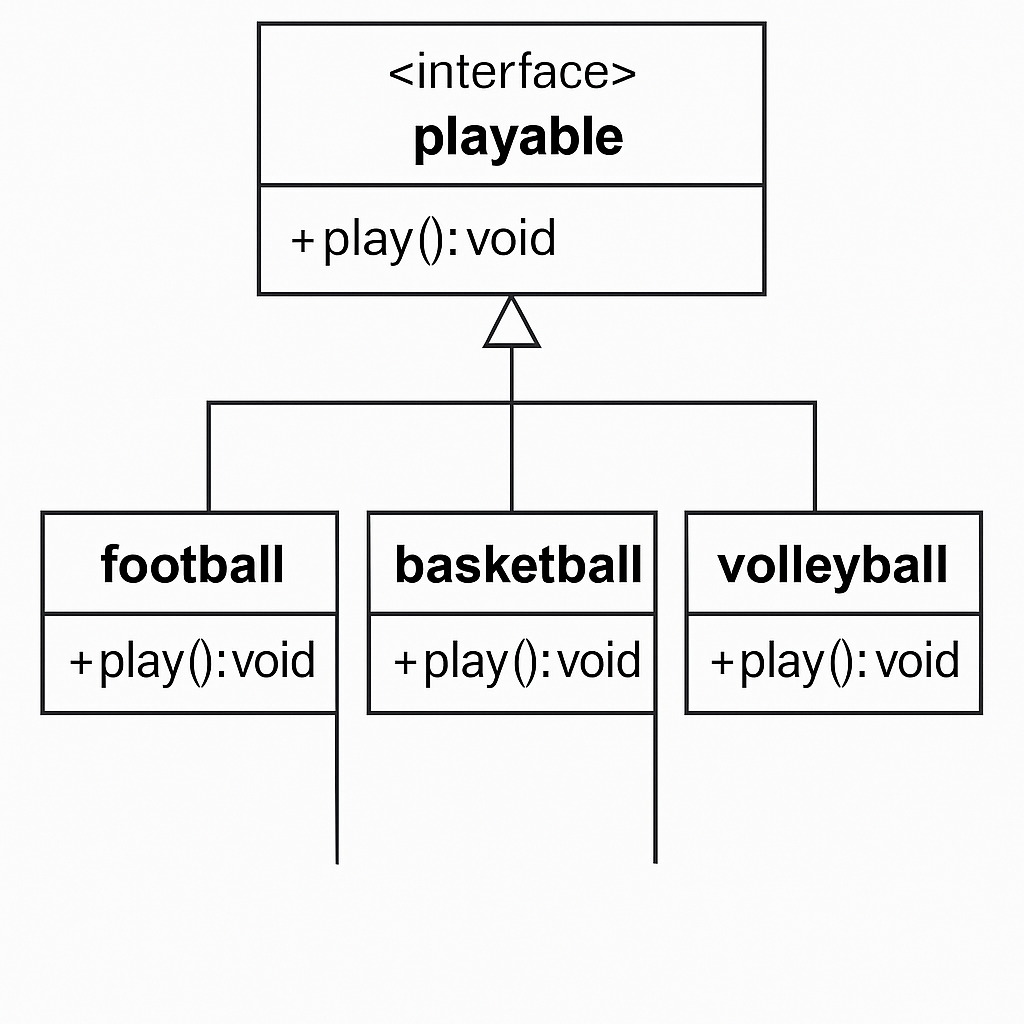 <interface>
playable
+play(): void
football
+play(): void
basketball
+play(): void
volleyball
+play(): void